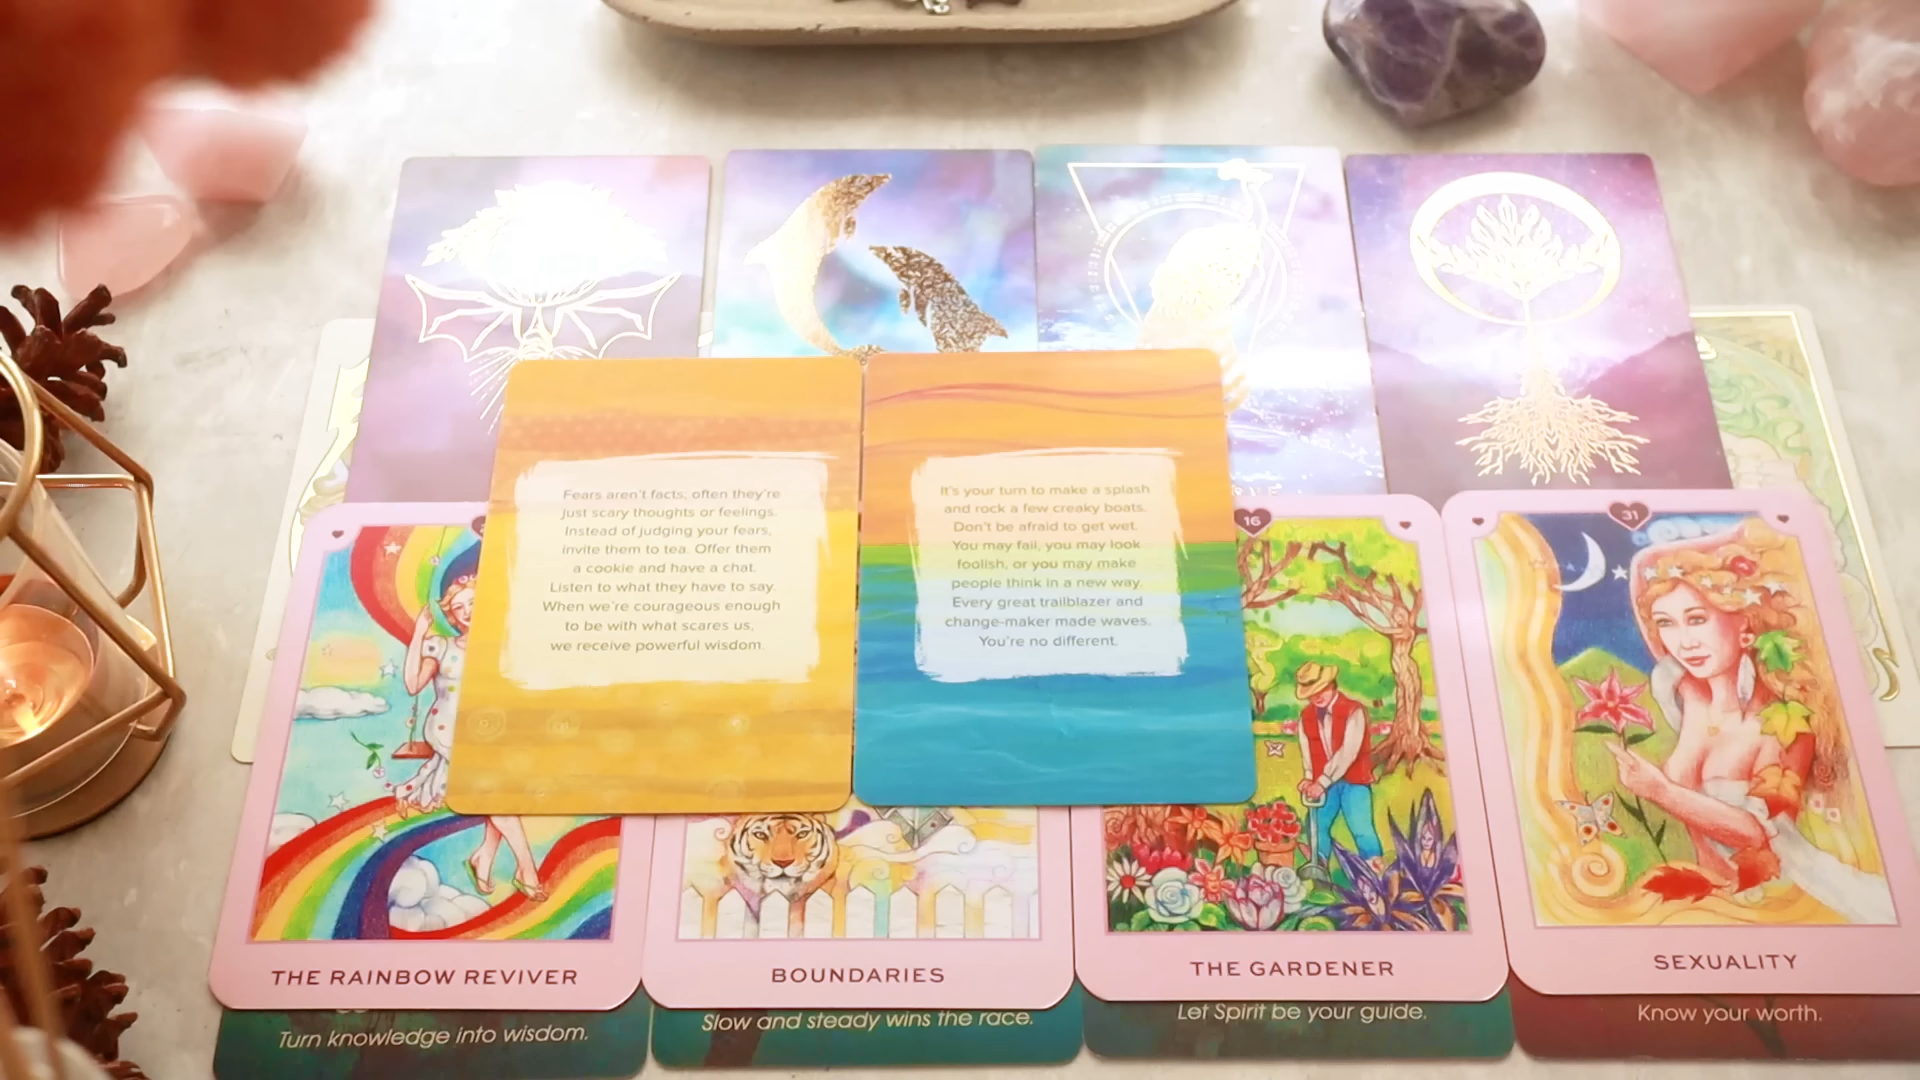 Fears aren't facts; often they're
just scary thoughts or feelings.
Instead of judging your fears,
invite them to tea. Offer them
a cookie and have a chat.
Listen to what they have to say.
When we're courageous enough
to be with what scares us,
we receive powerful wisdom.
It's your turn to make a splash
and rock a few creaky boats.
Don't be afraid to get wet.
You may fail, you may look
foolish, or you may make
people think in a new way.
Every great trailblazer and
change-maker made waves.
You're no different.
16
31
THE RAINBOW REVIVER
BOUNDARIES
THE GARDENER
SEXUALITY
Turn knowledge into wisdom.
Slow and steady wins the race.
Let Spirit be your guide.
Know your worth.